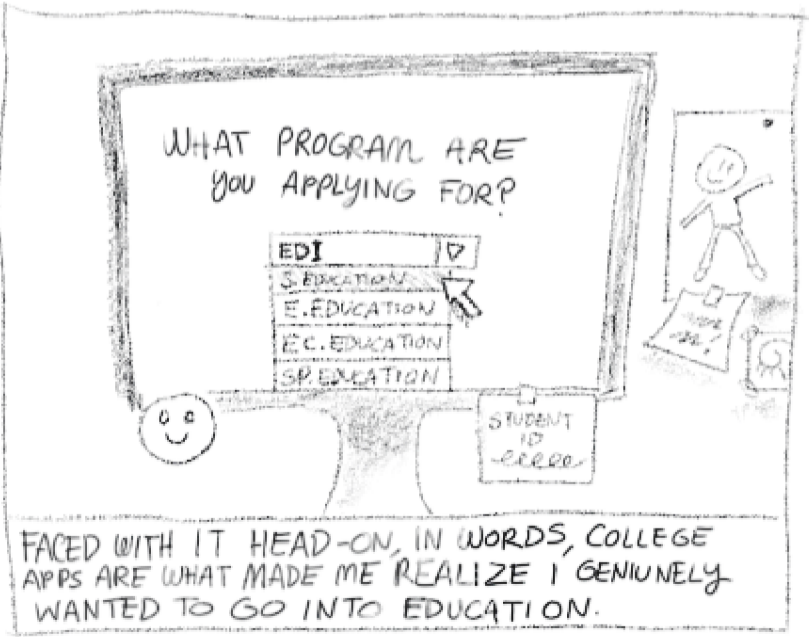 WHAT PROGRAM ARE
YOU APPLYING FOR?
EDI
S.EDUCATION
E.EDUCATION
EC.EDUCATION
SP.EDUCATION
STUDENT
ID
FACED WITH IT HEAD-ON, IN WORDS, COLLEGE
APPS ARE WHAT MADE ME REALIZE I GENIUNELY
WANTED TO GO INTO EDUCATION.